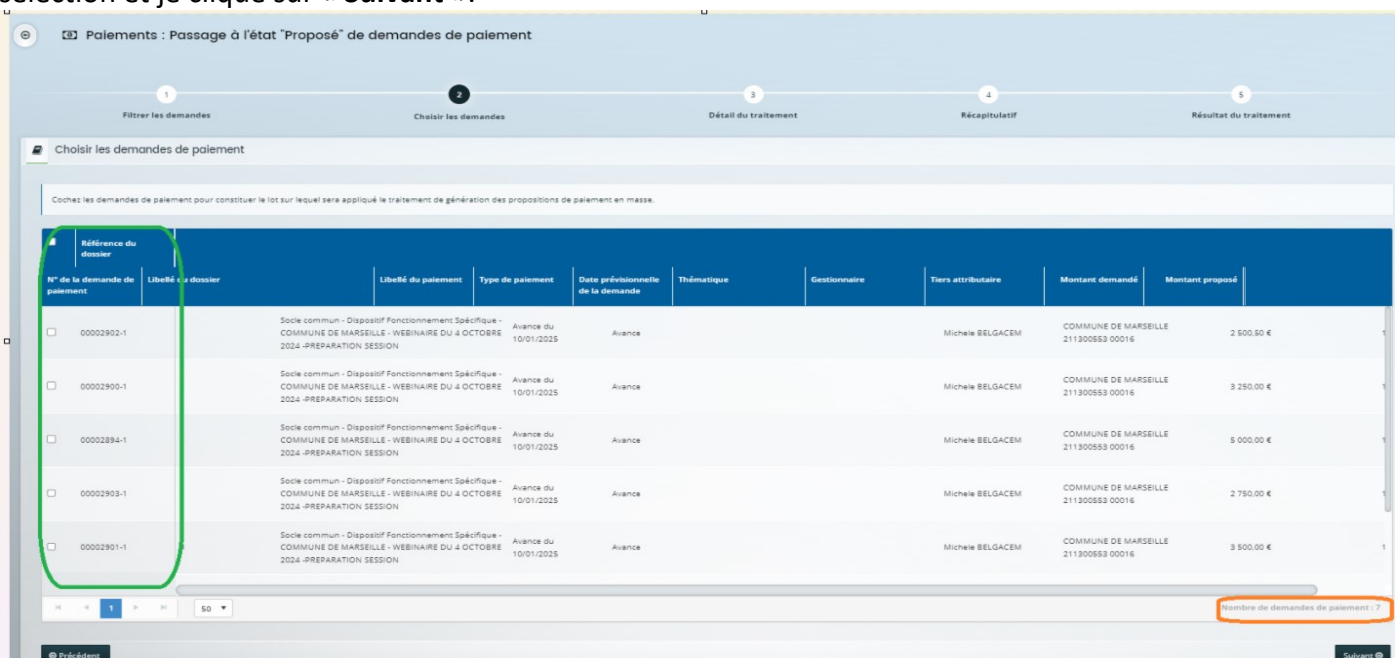 sélection et je clique sur « Suivant ».
Paiements : Passage à l'état "Proposé" de demandes de paiement
1
2
3
4
5
Filtrer les demandes
Choisir les demandes
Détail du traitement
Récapitulatif
Résultat du traitement
Choisir les demandes de paiement
Cochez les demandes de paiement pour constituer le lot sur lequel sera appliqué le traitement de génération des propositions de paiement en masse.
Référence du
dossier
N° de la demande de
paiement
Libellé du dossier
Libellé du paiement
Type de paiement
Date prévisionnelle
de la demande
Thématique
Gestionnaire
Tiers attributaire
Montant demandé
Montant proposé
00002902-1
Socle commun - Dispositif Fonctionnement Spécifique -
COMMUNE DE MARSEILLE - WEBINAIRE DU 4 OCTOBRE
2024 -PREPARATION SESSION
Avance du
10/01/2025
Avance
Michele BELGACEM
COMMUNE DE MARSEILLE
211300553 00016
2 500,50 €
1
00002900-1
Socle commun - Dispositif Fonctionnement Spécifique -
COMMUNE DE MARSEILLE - WEBINAIRE DU 4 OCTOBRE
2024 -PREPARATION SESSION
Avance du
10/01/2025
Avance
Michele BELGACEM
COMMUNE DE MARSEILLE
211300553 00016
3 250,00 €
1
00002894-1
Socle commun - Dispositif Fonctionnement Spécifique -
COMMUNE DE MARSEILLE - WEBINAIRE DU 4 OCTOBRE
2024 -PREPARATION SESSION
Avance du
10/01/2025
Avance
Michele BELGACEM
COMMUNE DE MARSEILLE
211300553 00016
5 000,00 €
1
00002903-1
Socle commun - Dispositif Fonctionnement Spécifique -
COMMUNE DE MARSEILLE - WEBINAIRE DU 4 OCTOBRE
2024 -PREPARATION SESSION
Avance du
10/01/2025
Avance
Michele BELGACEM
COMMUNE DE MARSEILLE
211300553 00016
2 750,00 €
1
00002901-1
Socle commun - Dispositif Fonctionnement Spécifique -
COMMUNE DE MARSEILLE - WEBINAIRE DU 4 OCTOBRE
2024 -PREPARATION SESSION
Avance du
10/01/2025
Avance
Michele BELGACEM
COMMUNE DE MARSEILLE
211300553 00016
3 500,00 €
1
1
50
Nombre de demandes de paiement : 7
Précédent
Suivant